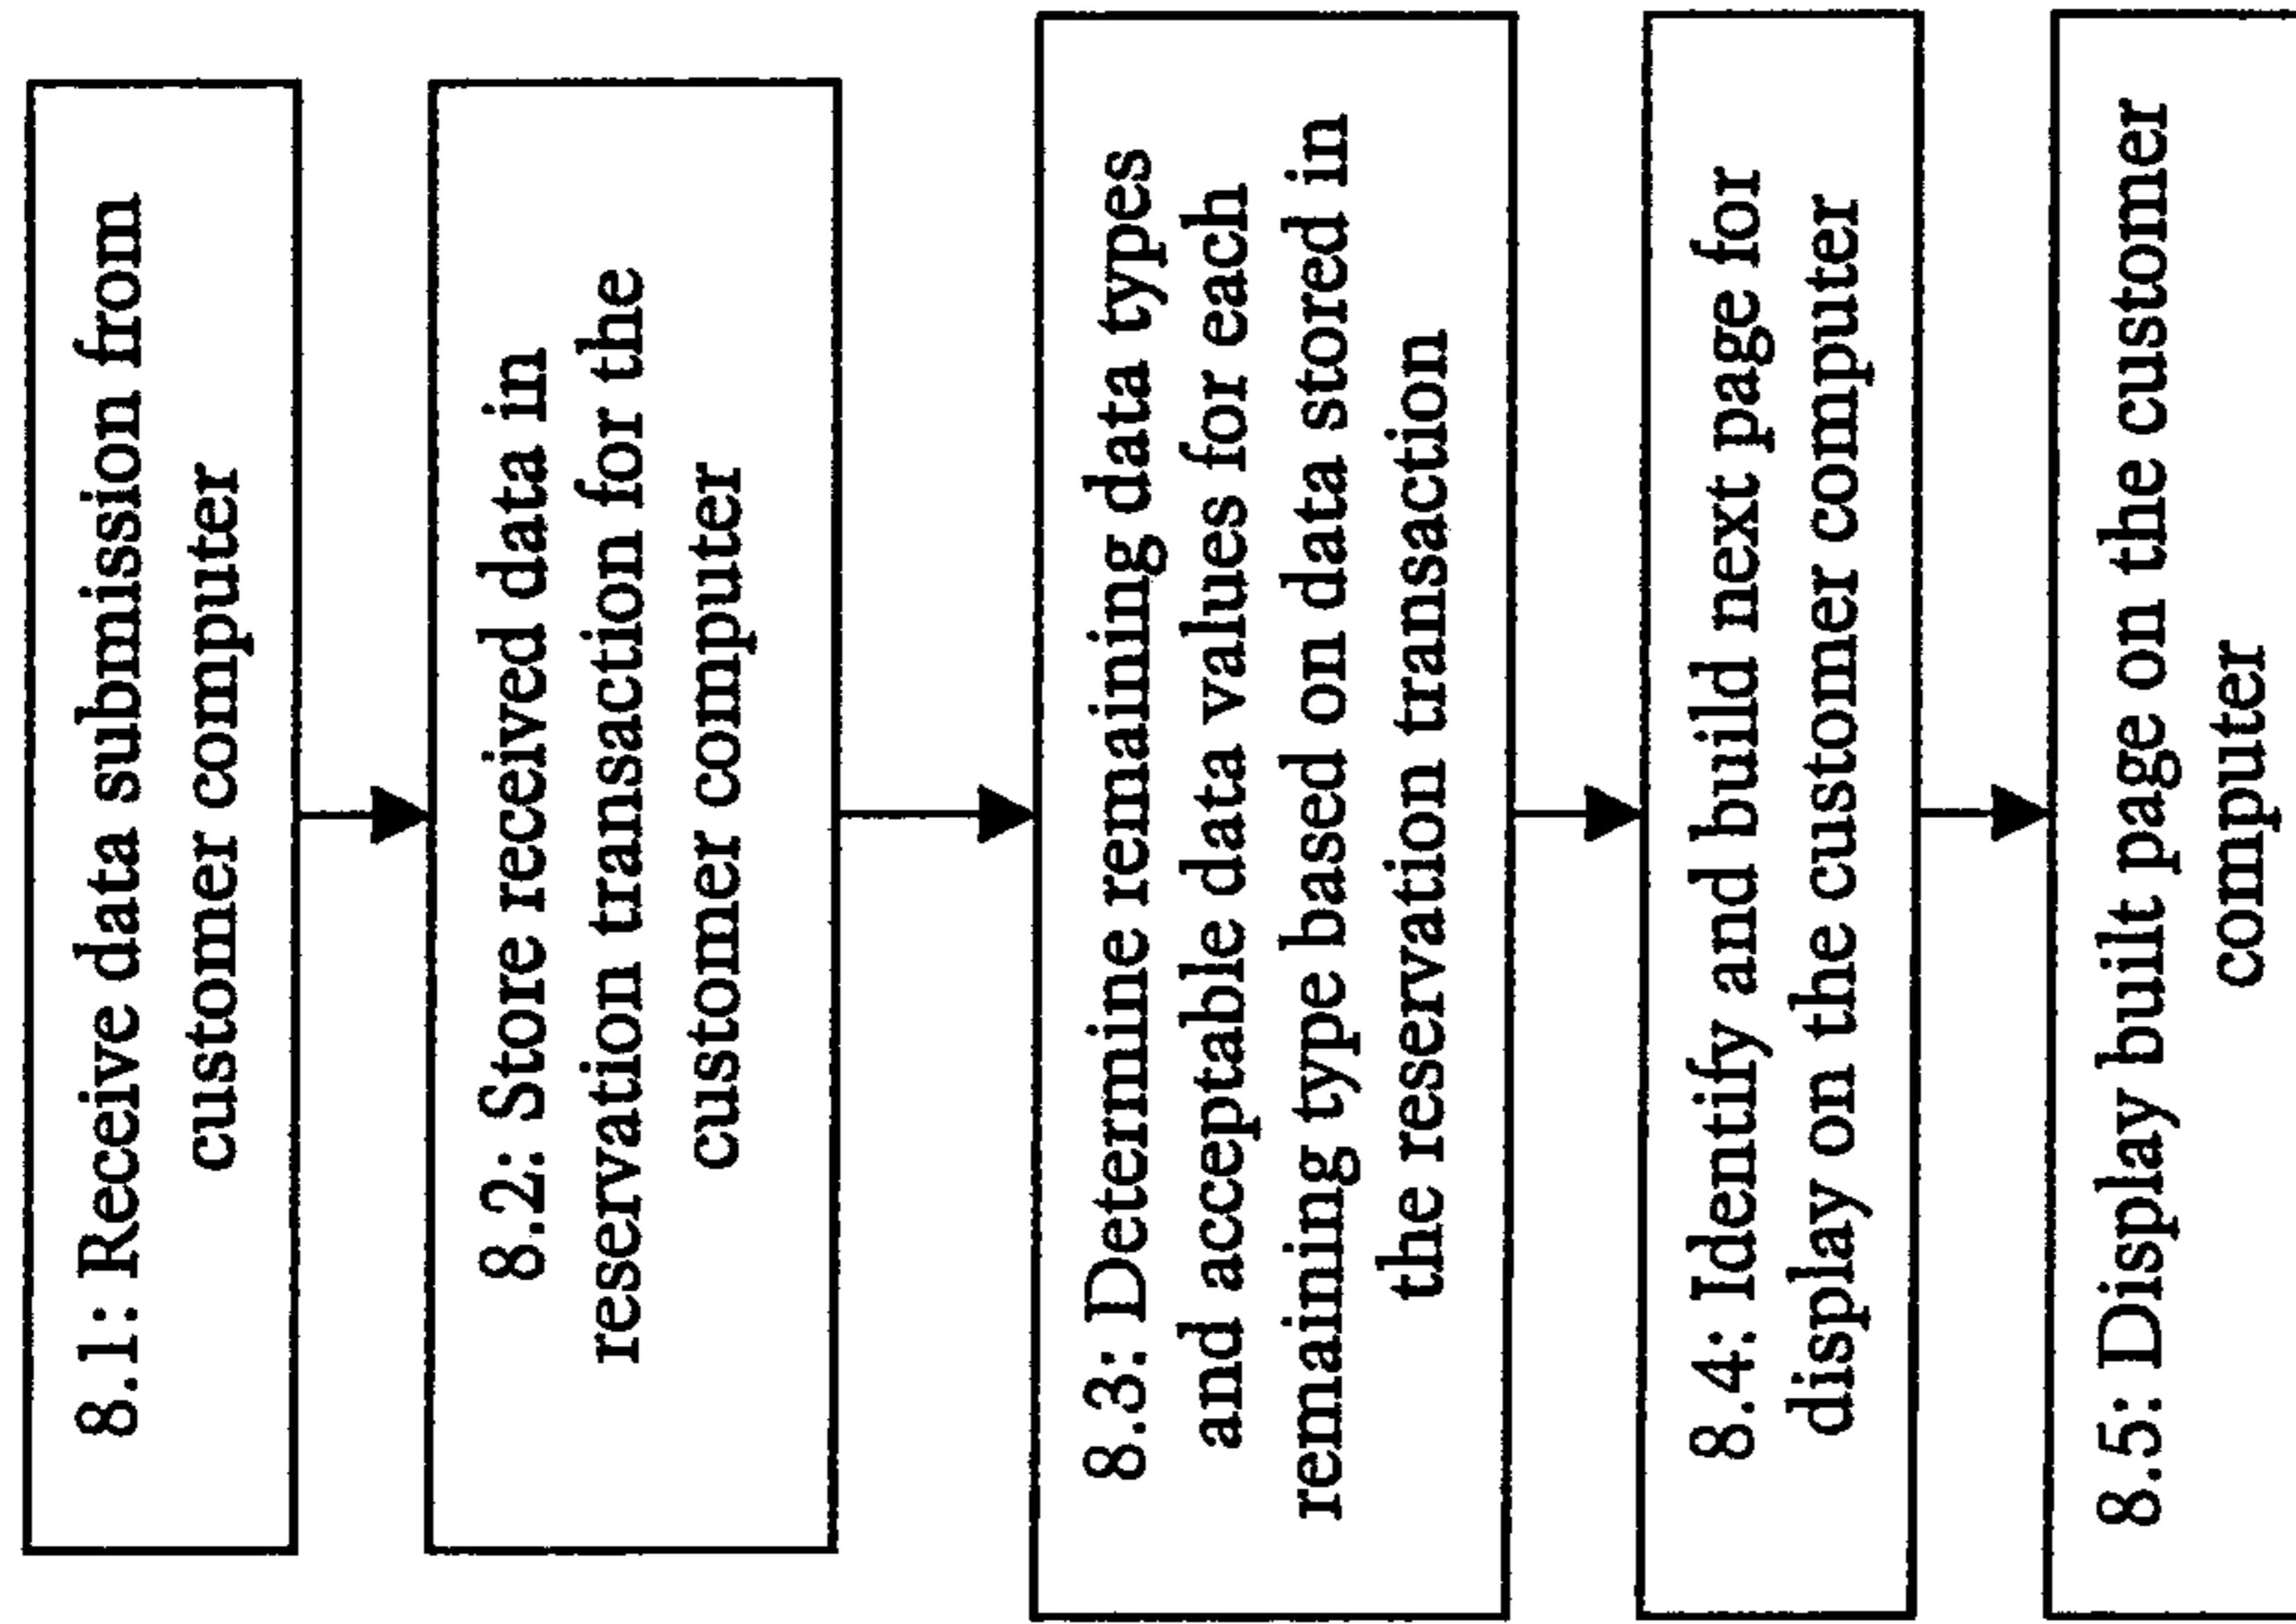 8.1: Receive data submission from
customer computer
8.2: Store received data in
reservation transaction for the
customer computer
8.3: Determine remaining data types
and acceptable data values for each
remaining type based on data stored in
the reservation transaction
8.4: Identify and build next page for
display on the customer computer
8.5: Display built page on the customer
computer